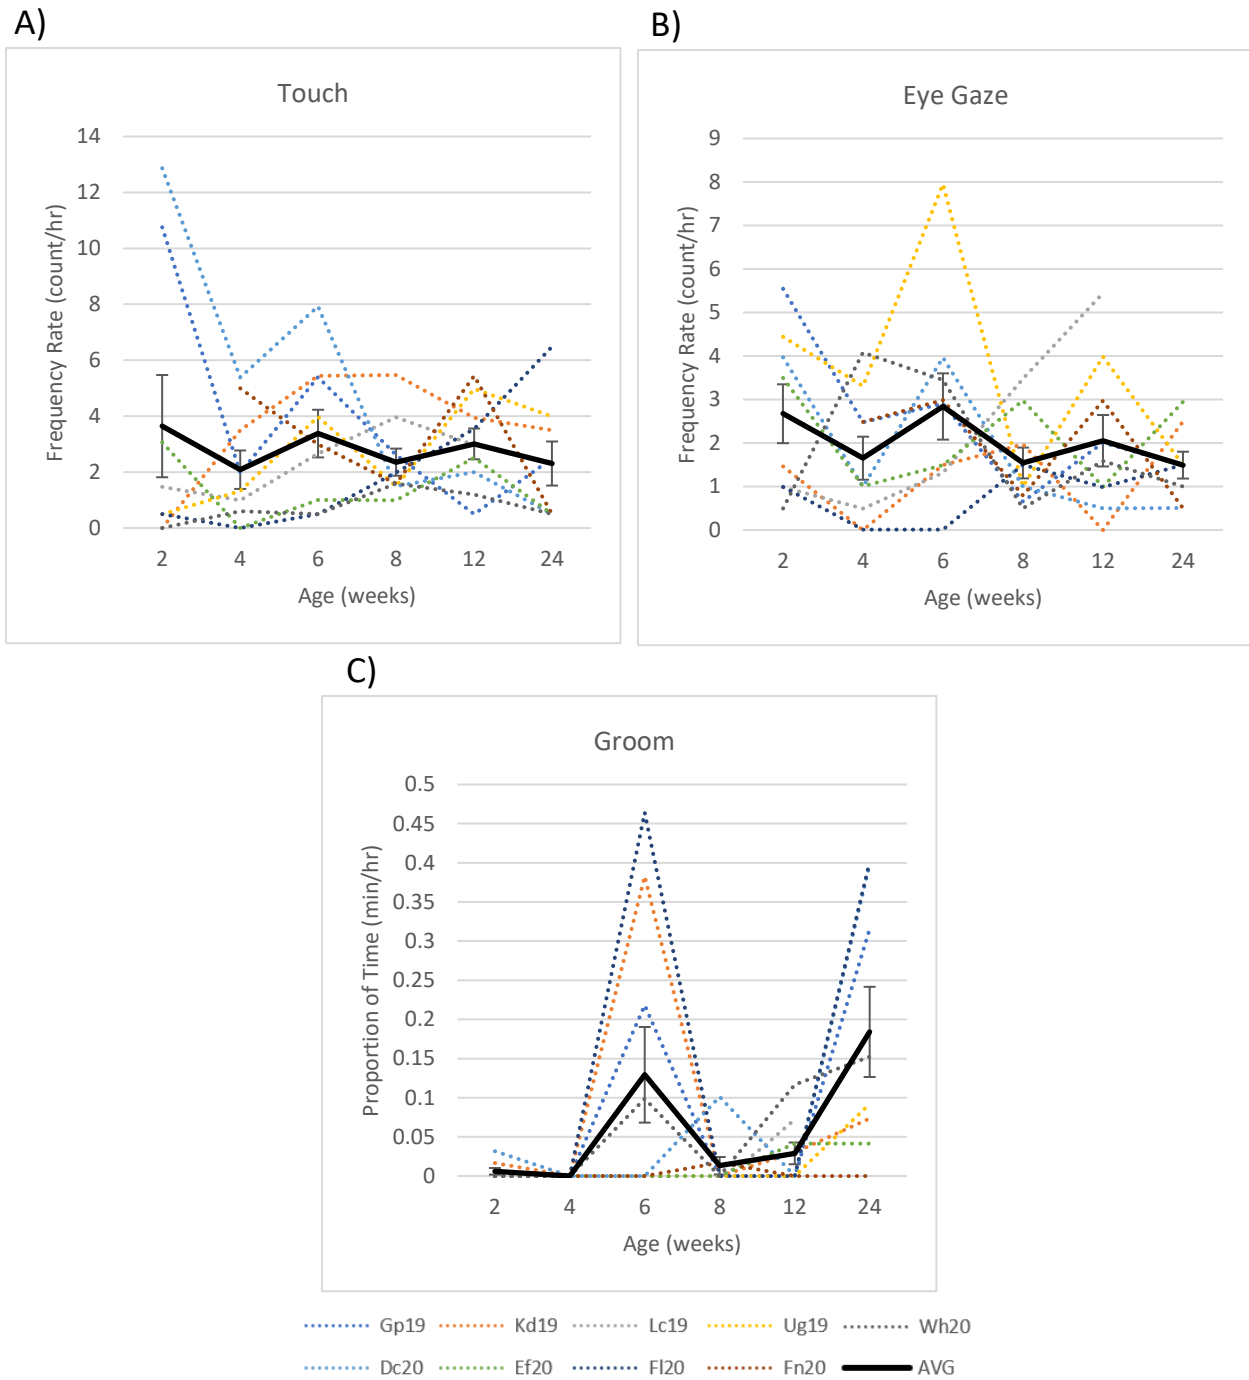 A)
Touch
Frequency Rate (count/hr)
14
12
10
8
6
4
2
0
2 4 6 8 12 24
Age (weeks)
B)
Eye Gaze
Frequency Rate (count/hr)
9
8
7
6
5
4
3
2
1
0
2 4 6 8 12 24
Age (weeks)
C)
Groom
Proportion of Time (min/hr)
0.5
0.45
0.4
0.35
0.3
0.25
0.2
0.15
0.1
0.05
0
2 4 6 8 12 24
Age (weeks)
Gp19 Kd19 Lc19 Ug19 Wh20
Dc20 Ef20 Fl20 Fn20 AVG